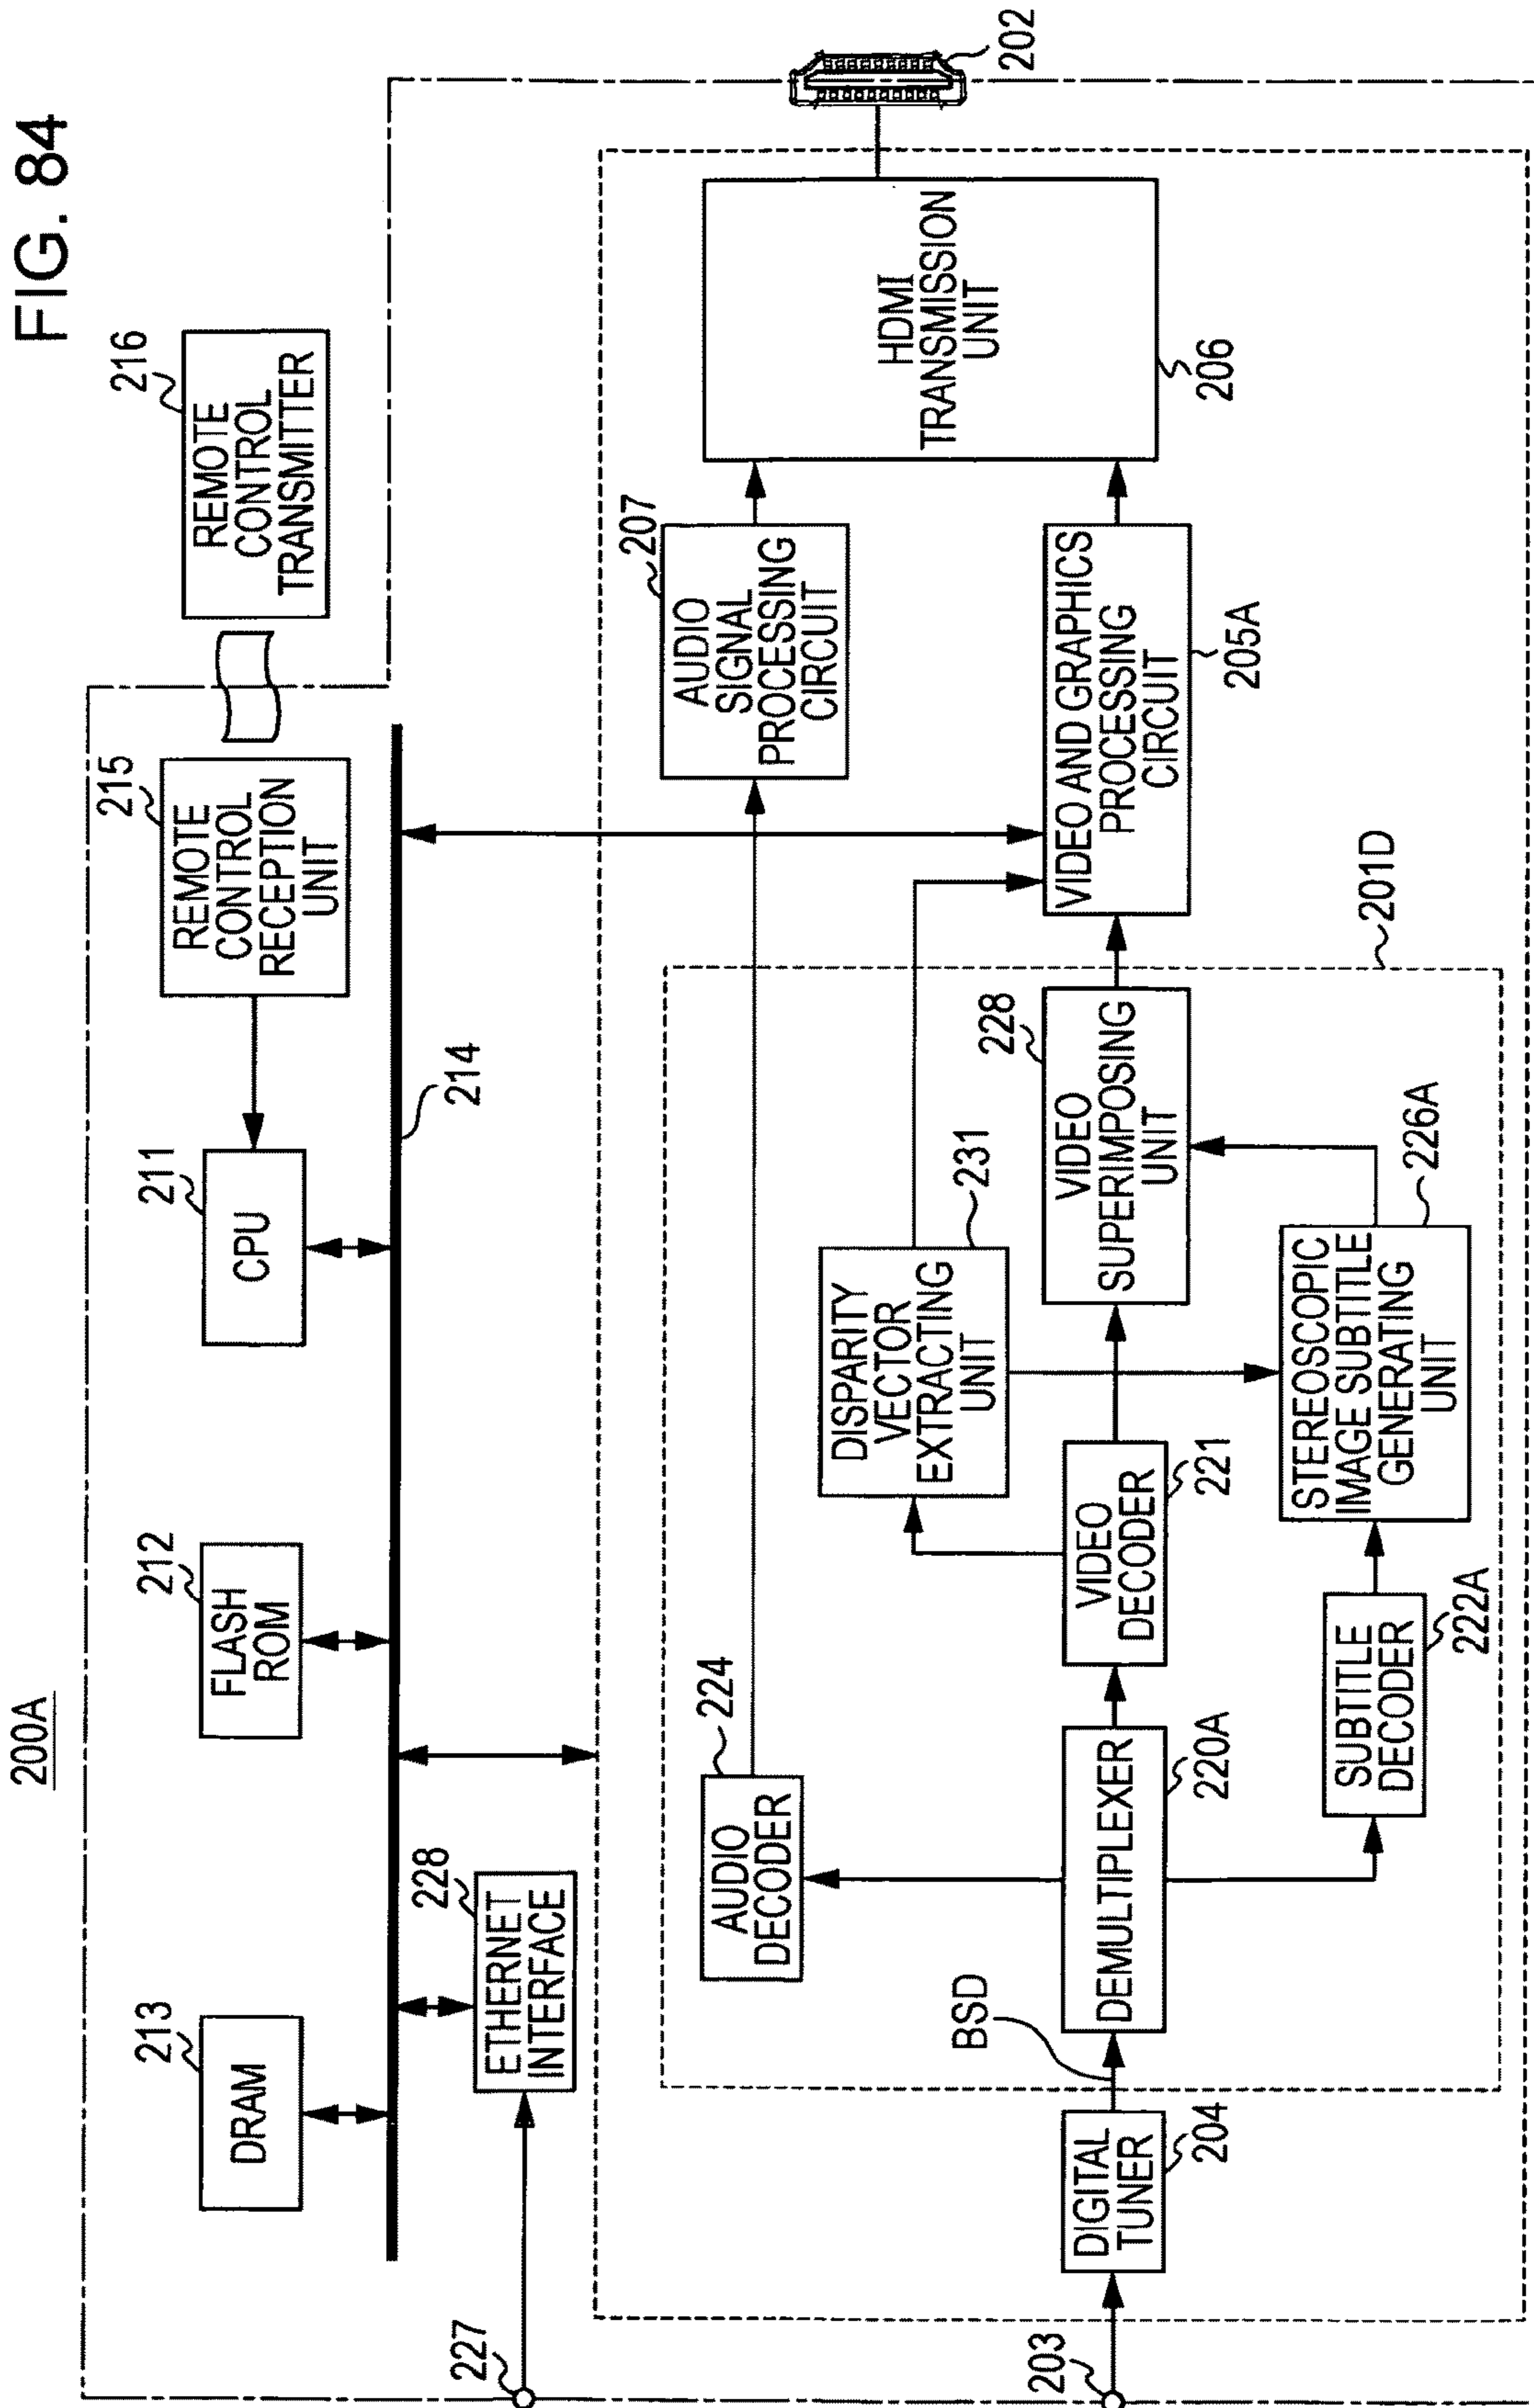 FIG. 84
200A
213
DRAM
212
FLASH
ROM
211
CPU
215
REMOTE
CONTROL
RECEPTION
UNIT
216
REMOTE
CONTROL
TRANSMITTER
214
227
228
ETHERNET
INTERFACE
202
224
AUDIO
DECODER
207
AUDIO
SIGNAL
PROCESSING
CIRCUIT
HDMI
TRANSMISSION
UNIT
206
DISPARITY
VECTOR
EXTRACTING
UNIT
231
203
DIGITAL
TUNER
204
BSD
DEMULTIPLEXER
220A
VIDEO
DECODER
221
228
VIDEO
SUPERIMPOSING
UNIT
VIDEO AND GRAPHICS
PROCESSING
CIRCUIT
205A
SUBTITLE
DECODER
222A
STEREOSCOPIC
IMAGE SUBTITLE
GENERATING
UNIT
226A
201D